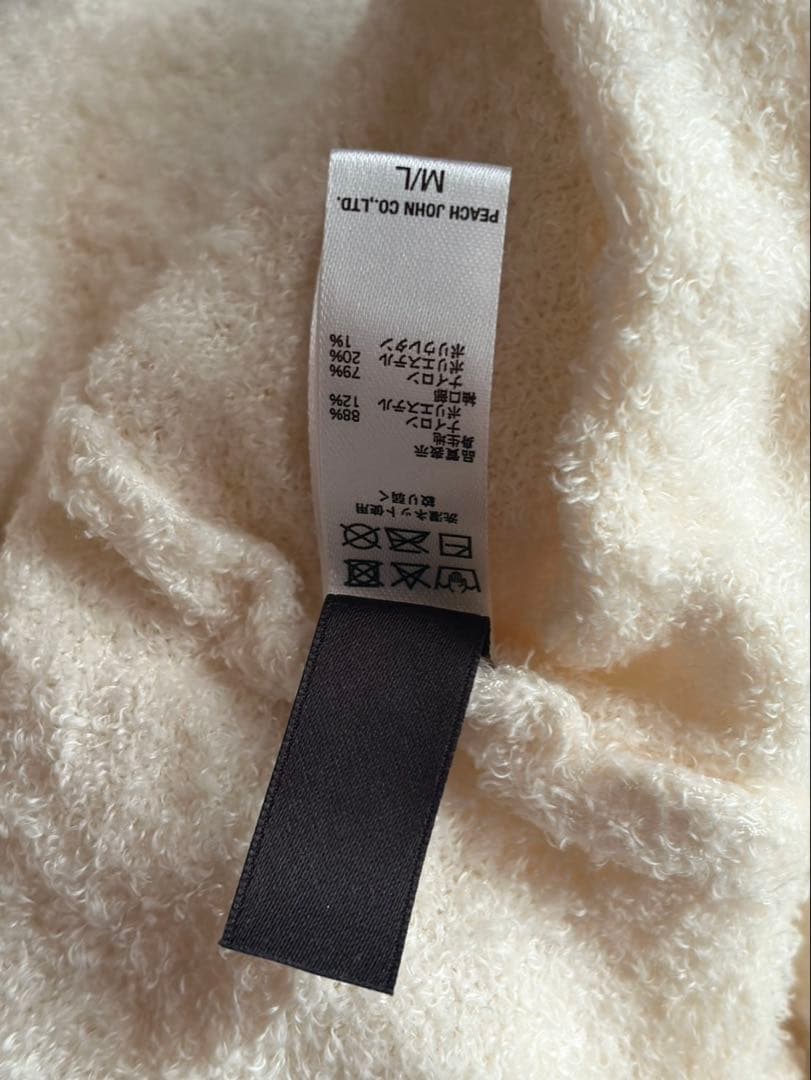 洗濯ネット使用
絞り弱く
品質表示
身生地
ナイロン 88%
ポリエステル 12%
袖口部
ナイロン 79%
ポリエステル 20%
ポリウレタン 1%
PEACH JOHN CO.,LTD.
M/L